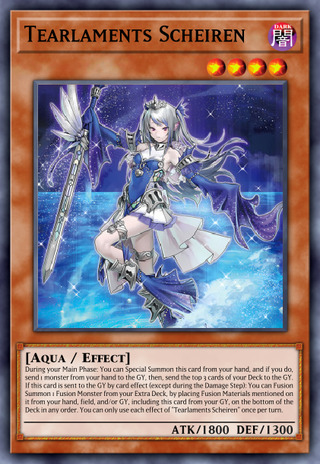 Tearlaments Scheiren
DARK
闇
[Aqua / Effect]
During your Main Phase: You can Special Summon this card from your hand, and if you do,
send 1 monster from your hand to the GY, then, send the top 3 cards of your Deck to the GY.
If this card is sent to the GY by card effect (except during the Damage Step): You can Fusion
Summon 1 Fusion Monster from your Extra Deck, by placing Fusion Materials mentioned on
it from your hand, field, and/or GY, including this card from your GY, on the bottom of the
Deck in any order. You can only use each effect of "Tearlaments Scheiren" once per turn.
ATK/1800 DEF/1300